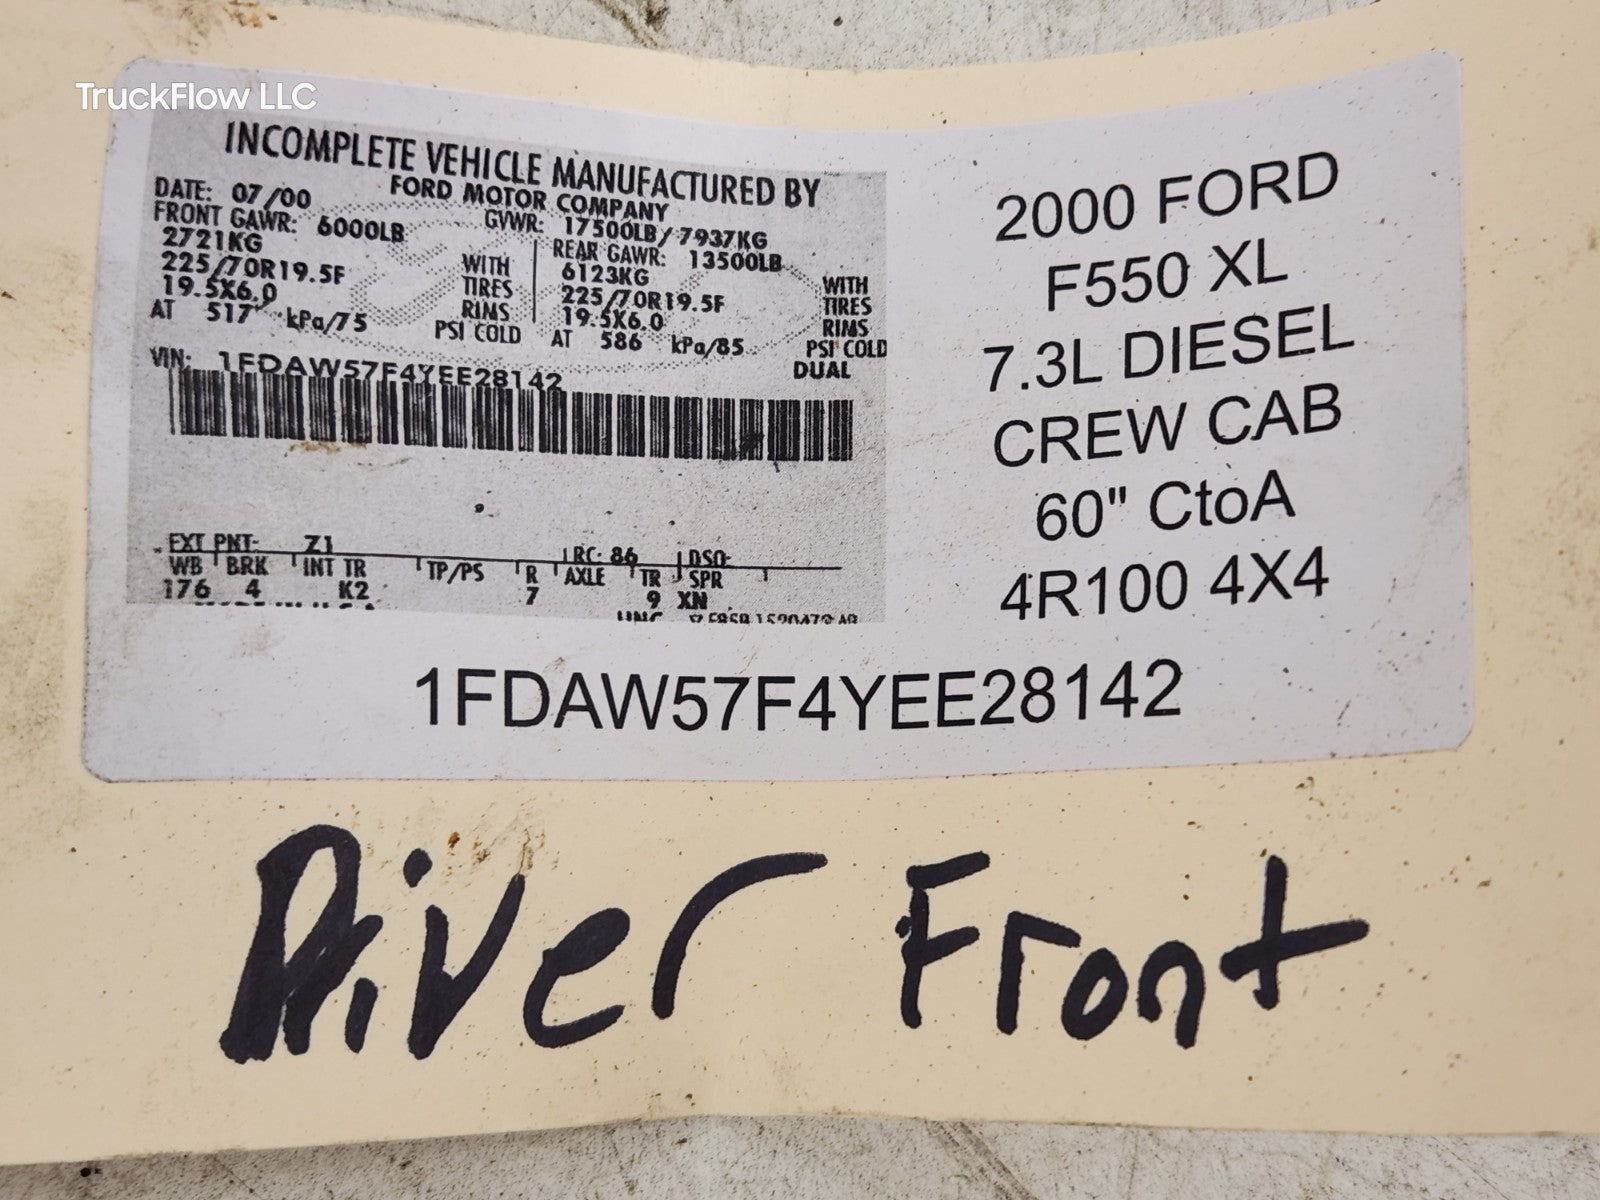 TruckFlow LLC
INCOMPLETE VEHICLE MANUFACTURED BY
FORD MOTOR COMPANY
DATE: 07/00
GVWR: 17500LB/7937KG
FRONT GAWR: 6000LB
2721KG
225/70R19.5F
19.5X6.0
AT 517 kPa/75
WITH
TIRES
RIMS
PSI COLD
REAR GAWR: 13500LB
6123KG
225/70R19.5F
19.5X6.0
AT 586 kPa/85
WITH
TIRES
RIMS
PSI COLD
DUAL
VIN: 1FDAW57F4YEE28142
EXT PNT: Z1 RC: 86 DSO:
WB BRK INT TR TP/PS R AXLE TR SPR
176 4 K2 7 9 XN
2000 FORD
F550 XL
7.3L DIESEL
CREW CAB
60" CtoA
4R100 4X4
1FDAW57F4YEE28142
Driver Front